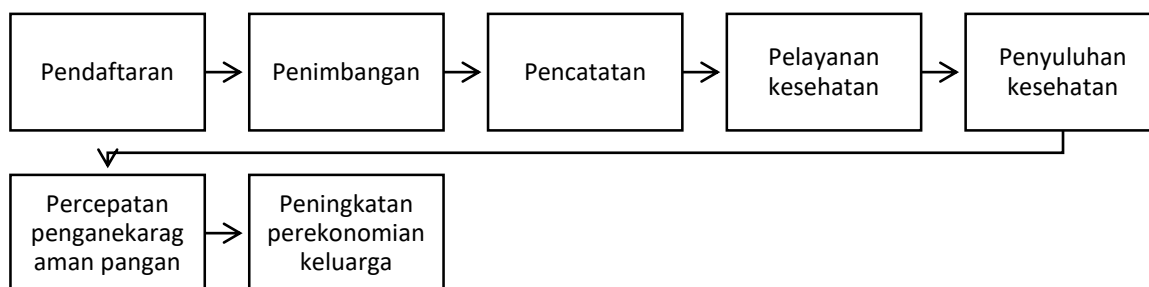 Pendaftaran
Penimbangan
Pencatatan
Pelayanan
kesehatan
Penyuluhan
kesehatan
Percepatan
penganekarag
aman pangan
Peningkatan
perekonomian
keluarga